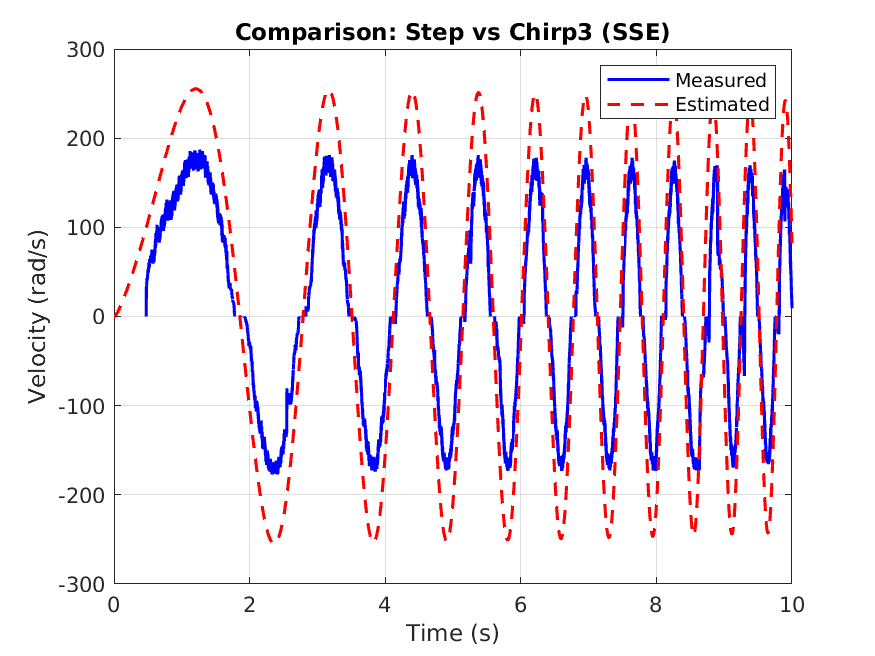 Comparison: Step vs Chirp3 (SSE)
300
200
100
0
-100
-200
-300
Velocity (rad/s)
Measured
Estimated
0 2 4 6 8 10
Time (s)